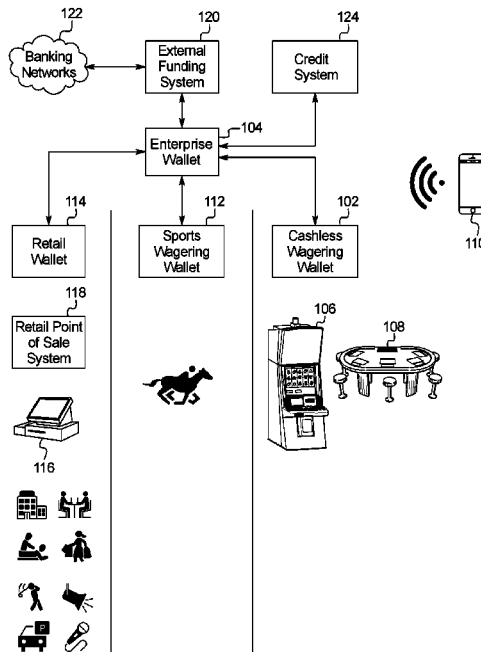 122
120
124
Banking
Networks
External
Funding
System
Credit
System
104
Enterprise
Wallet
114
112
102
110
Retail
Wallet
Sports
Wagering
Wallet
Cashless
Wagering
Wallet
118
Retail Point
of Sale
System
106
108
116
P